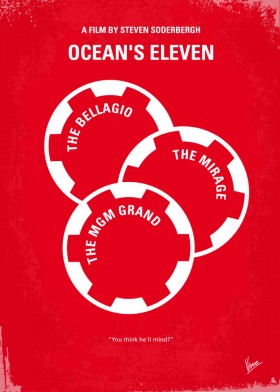 A FILM BY STEVEN SODERBERGH
OCEAN'S ELEVEN
THE BELLAGIO
THE MIRAGE
THE MGM GRAND
"You think he'll mind?"